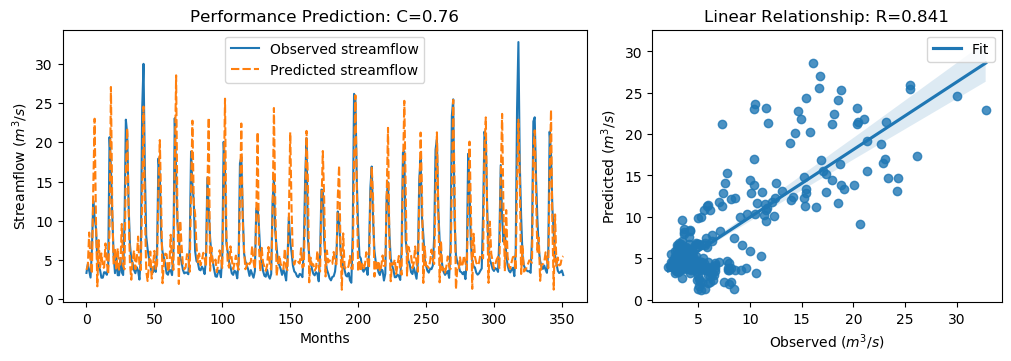 Performance Prediction: C=0.76
Observed streamflow
Predicted streamflow
Streamflow (m³/s)
30
25
20
15
10
5
0
0 50 100 150 200 250 300 350
Months
Linear Relationship: R=0.841
Fit
Predicted (m³/s)
30
25
20
15
10
5
0
5 10 15 20 25 30
Observed (m³/s)